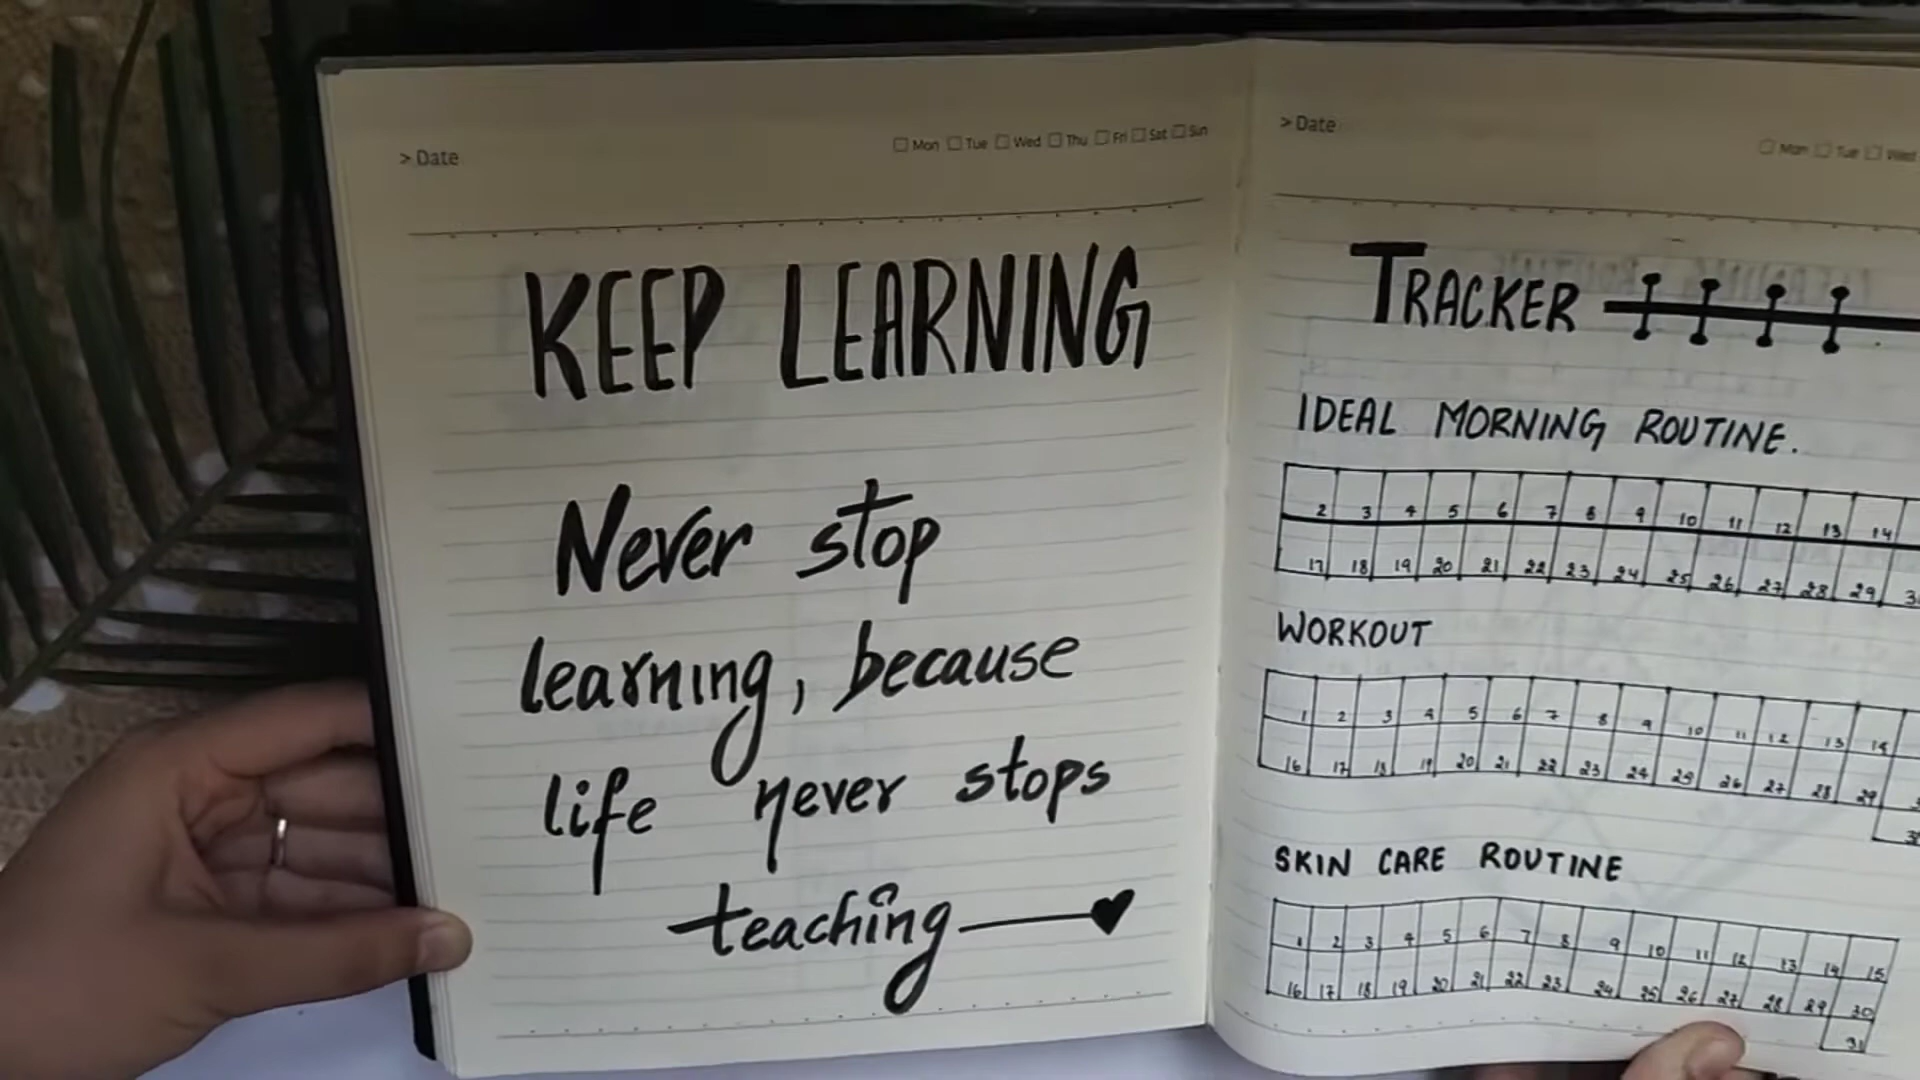 > Date
Mon Tue Wed Thu Fri Sat Sun
KEEP LEARNING
Never stop
learning, because
life never stops
teaching
> Date
Mon Tue Wed
TRACKER
IDEAL MORNING ROUTINE.
2 3 4 5 6 7 8 9 10 11 12 13 14
17 18 19 20 21 22 23 24 25 26 27 28 29
WORKOUT
1 2 3 4 5 6 7 8 9 10 11 12 13 14
16 17 18 19 20 21 22 23 24 25 26 27 28 29
SKIN CARE ROUTINE
1 2 3 4 5 6 7 8 9 10 11 12 13 14 15
16 17 18 19 20 21 22 23 24 25 26 27 28 29 30
31